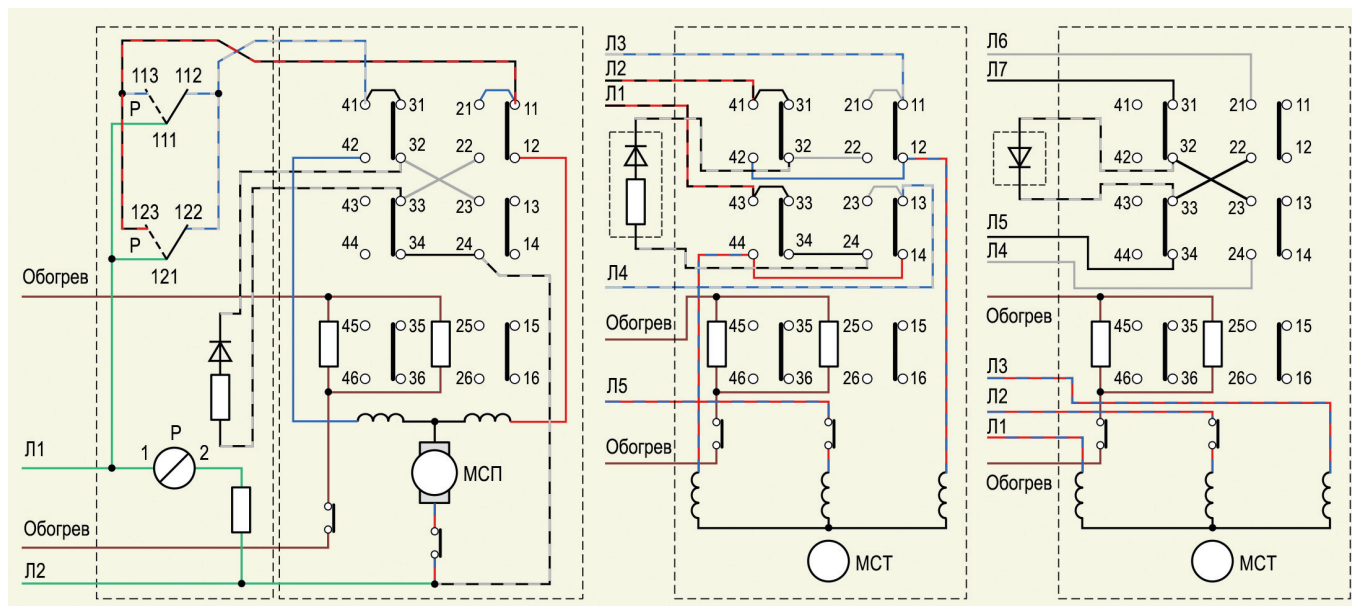 113 112
P
111
123 122
P
121
Обогрев
Л1
P
1 2
Обогрев
Л2
41 31 21 11
42 32 22 12
43 33 23 13
44 34 24 14
45 35 25 15
46 36 26 16
МСП
Л3
Л2
Л1
41 31 21 11
42 32 22 12
43 33 23 13
44 34 24 14
Л4
Обогрев
45 35 25 15
46 36 26 16
Л5
Обогрев
МСТ
Л6
Л7
41 31 21 11
42 32 22 12
43 33 23 13
Л5
44 34 24 14
Л4
Обогрев
45 35 25 15
46 36 26 16
Л3
Л2
Л1
Обогрев
МСТ